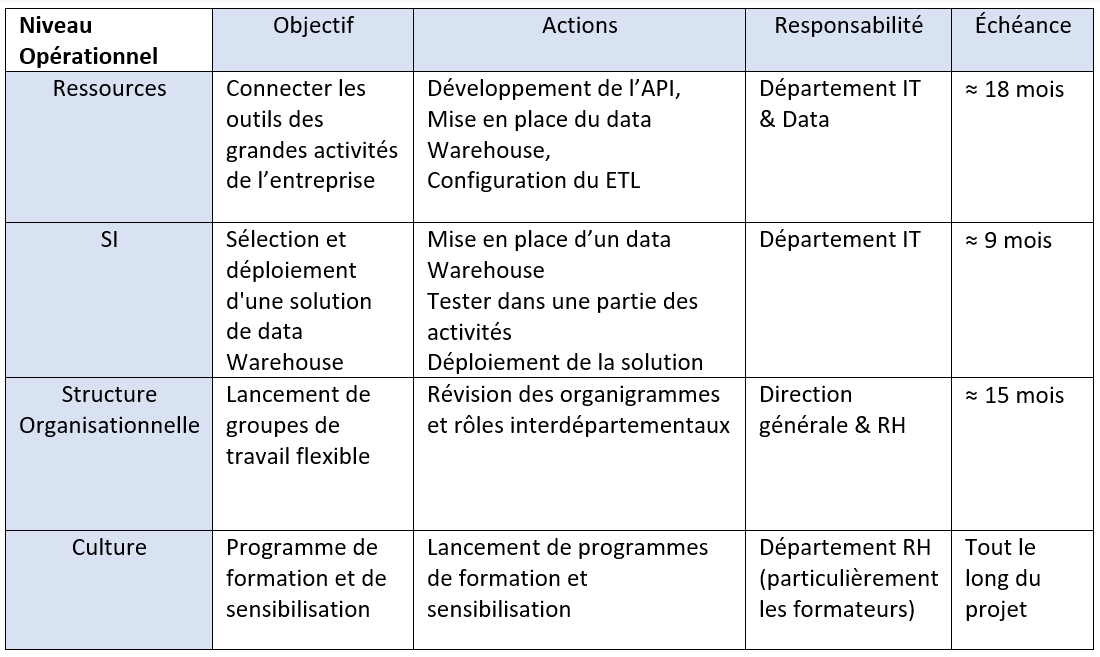 Niveau
Opérationnel
Objectif
Actions
Responsabilité
Échéance
Ressources
Connecter les
outils des
grandes activités
de l’entreprise
Développement de l’API,
Mise en place du data
Warehouse,
Configuration du ETL
Département IT
& Data
≈ 18 mois
SI
Sélection et
déploiement
d'une solution
de data
Warehouse
Mise en place d’un data
Warehouse
Tester dans une partie des
activités
Déploiement de la solution
Département IT
≈ 9 mois
Structure
Organisationnelle
Lancement de
groupes de
travail flexible
Révision des organigrammes
et rôles interdépartementaux
Direction
générale & RH
≈ 15 mois
Culture
Programme de
formation et de
sensibilisation
Lancement de programmes
de formation et
sensibilisation
Département RH
(particulièrement
les formateurs)
Tout le
long du
projet